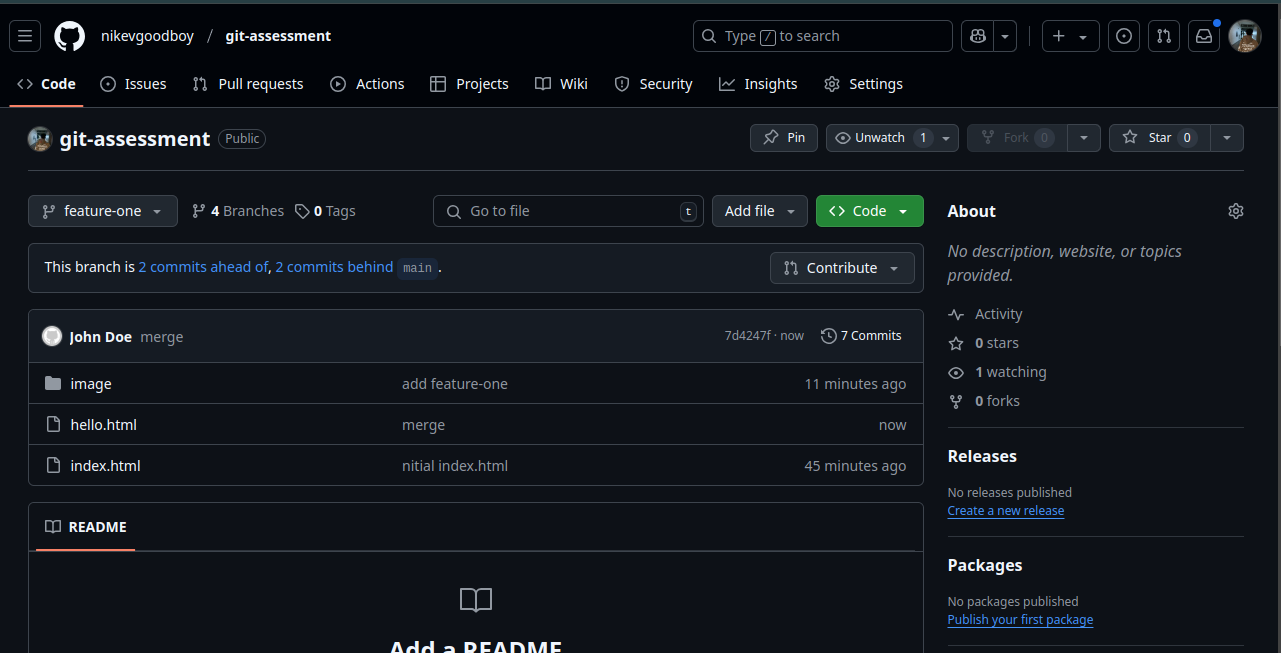 nikevgoodboy / git-assessment Type / to search
Code Issues Pull requests Actions Projects Wiki Security Insights Settings
git-assessment Public Pin Unwatch 1 Fork 0 Star 0
feature-one 4 Branches 0 Tags Go to file t Add file Code
This branch is 2 commits ahead of, 2 commits behind main . Contribute
John Doe merge 7d4247f · now 7 Commits
image add feature-one 11 minutes ago
hello.html merge now
index.html nitial index.html 45 minutes ago
README
Add a README
About
No description, website, or topics
provided.
Activity
0 stars
1 watching
0 forks
Releases
No releases published
Create a new release
Packages
No packages published
Publish your first package